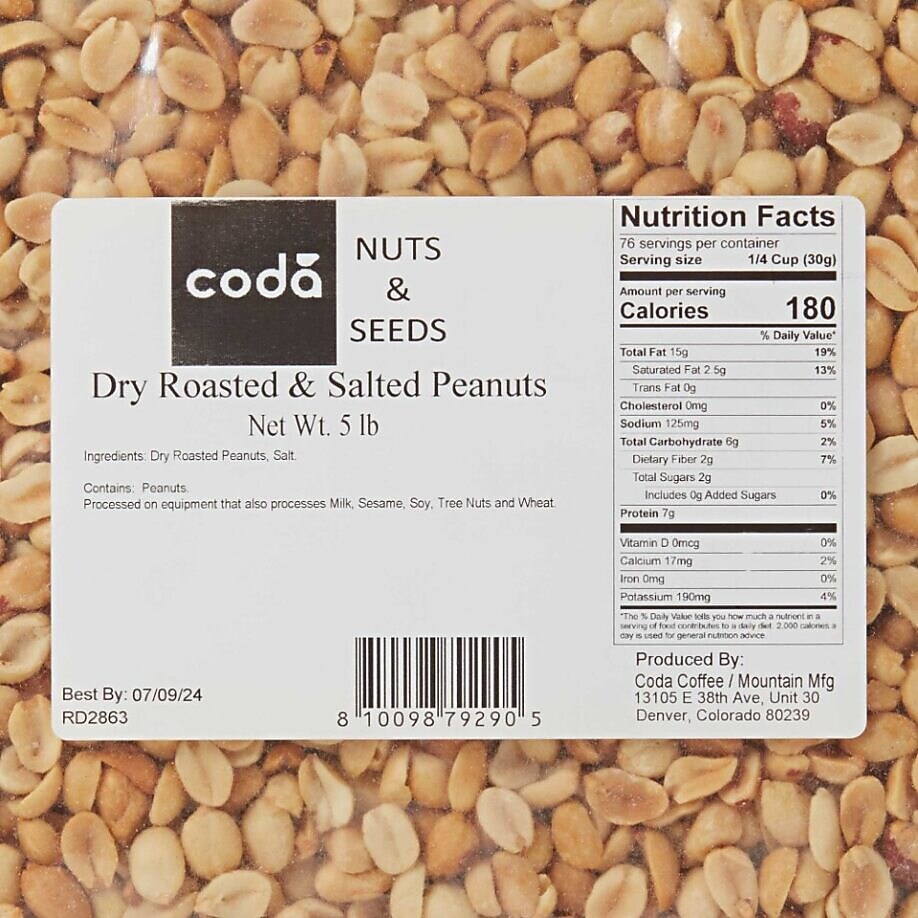 codá
NUTS
&
SEEDS
Dry Roasted & Salted Peanuts
Net Wt. 5 lb
Ingredients: Dry Roasted Peanuts, Salt.
Contains: Peanuts.
Processed on equipment that also processes Milk, Sesame, Soy, Tree Nuts and Wheat.
Best By: 07/09/24
RD2863
8 10098 79290 5
Nutrition Facts
76 servings per container
Serving size 1/4 Cup (30g)
Amount per serving
Calories 180
% Daily Value*
Total Fat 15g 19%
Saturated Fat 2.5g 13%
Trans Fat 0g
Cholesterol 0mg 0%
Sodium 125mg 5%
Total Carbohydrate 6g 2%
Dietary Fiber 2g 7%
Total Sugars 2g
Includes 0g Added Sugars 0%
Protein 7g
Vitamin D 0mcg 0%
Calcium 17mg 2%
Iron 0mg 0%
Potassium 190mg 4%
*The % Daily Value tells you how much a nutrient in a
serving of food contributes to a daily diet. 2,000 calories a
day is used for general nutrition advice.
Produced By:
Coda Coffee / Mountain Mfg
13105 E 38th Ave, Unit 30
Denver, Colorado 80239